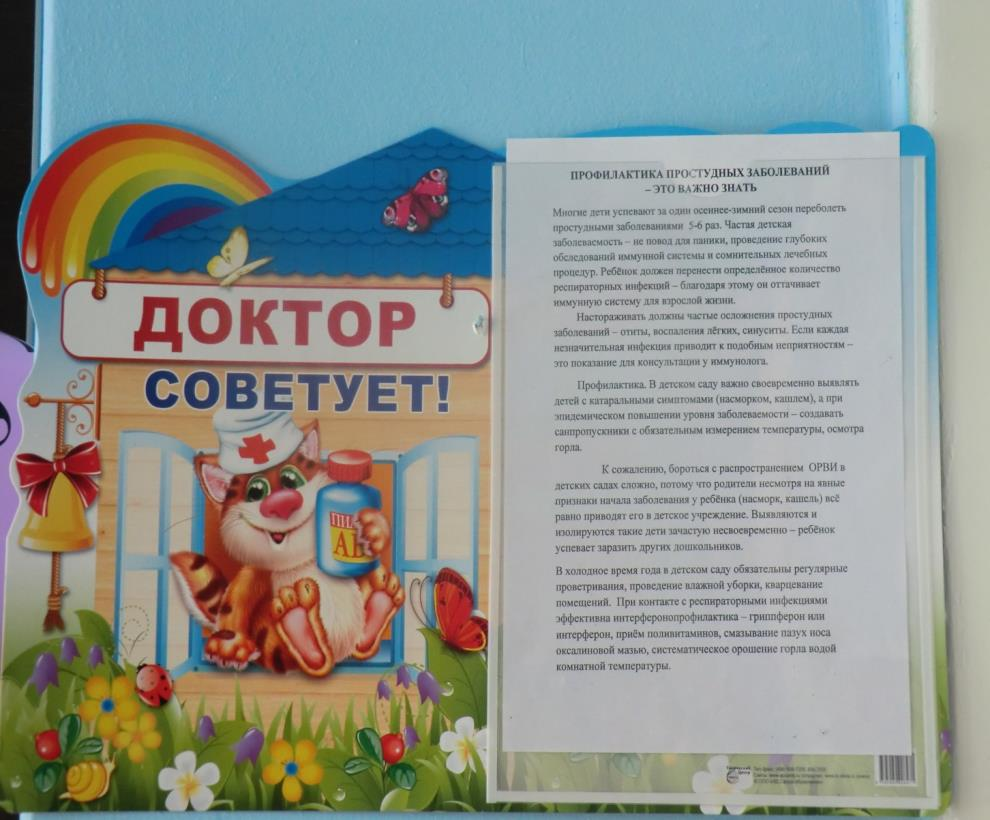 ДОКТОР
СОВЕТУЕТ!
ПРОФИЛАКТИКА ПРОСТУДНЫХ ЗАБОЛЕВАНИЙ
– ЭТО ВАЖНО ЗНАТЬ
Многие дети успевают за один осеннее-зимний сезон переболеть
простудными заболеваниями 5-6 раз. Частая детская
заболеваемость – не повод для паники, проведение глубоких
обследований иммунной системы и сомнительных лечебных
процедур. Ребёнок должен перенести определённое количество
респираторных инфекций – благодаря этому он оттачивает
иммунную систему для взрослой жизни.
Настораживать должны частые осложнения простудных
заболеваний – отиты, воспаления лёгких, синуситы. Если каждая
незначительная инфекция приводит к подобным неприятностям –
это показание для консультации у иммунолога.
Профилактика. В детском саду важно своевременно выявлять
детей с катаральными симптомами (насморком, кашлем), а при
эпидемическом повышении уровня заболеваемости – создавать
санпропускники с обязательным измерением температуры, осмотра
горла.
К сожалению, бороться с распространением ОРВИ в
детских садах сложно, потому что родители несмотря на явные
признаки начала заболевания у ребёнка (насморк, кашель) всё
равно приводят его в детское учреждение. Выявляются и
изолируются такие дети зачастую несвоевременно – ребёнок
успевает заразить других дошкольников.
В холодное время года в детском саду обязательны регулярные
проветривания, проведение влажной уборки, кварцевание
помещений. При контакте с респираторными инфекциями
эффективна интерферонопрофилактика – гриппферон или
интерферон, приём поливитаминов, смазывание пазух носа
оксалиновой мазью, систематическое орошение горла водой
комнатной температуры.